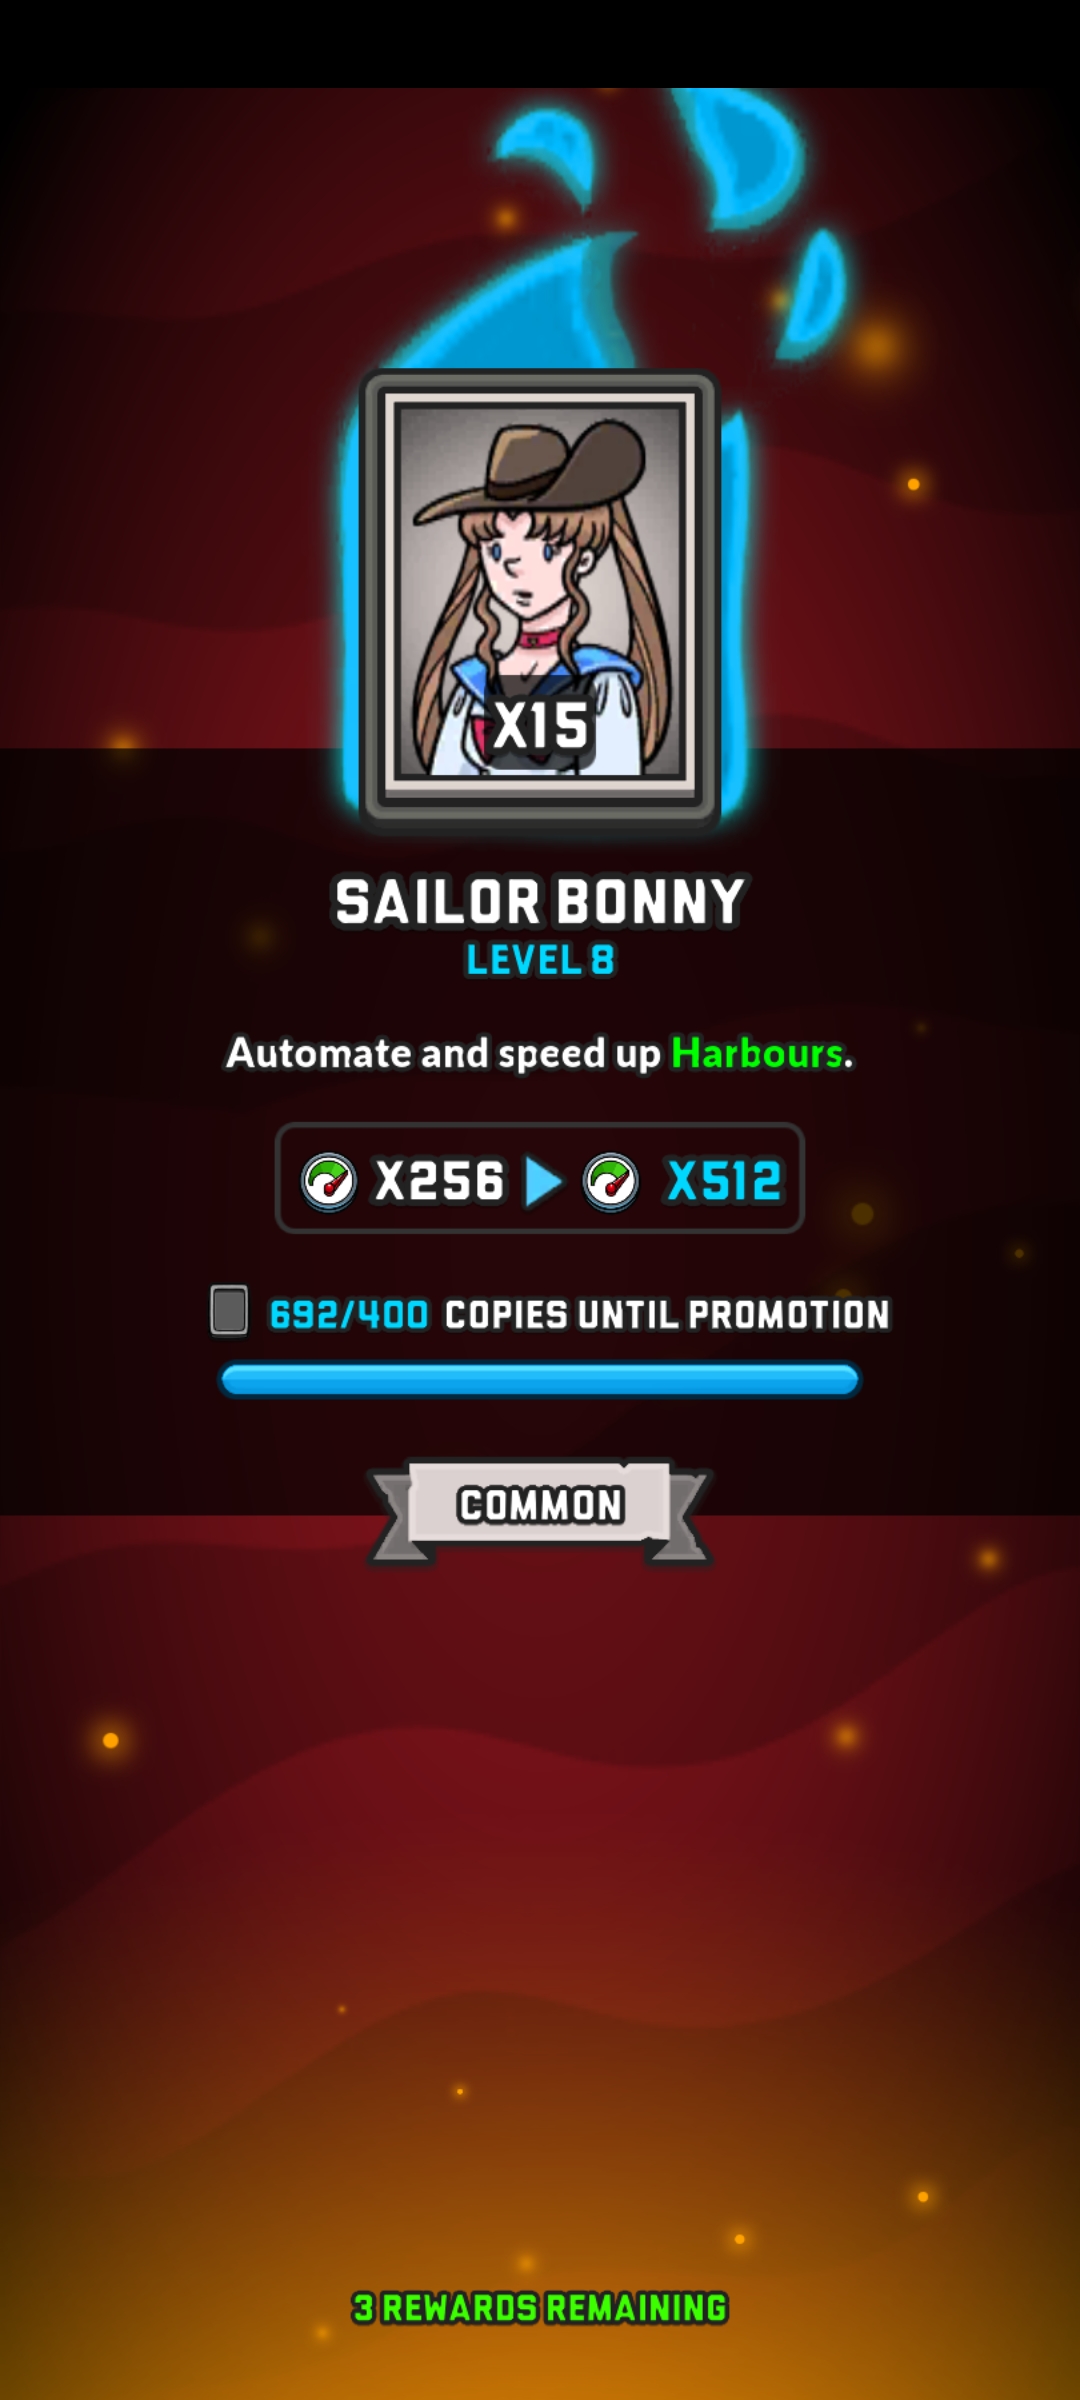 X15
SAILOR BONNY
LEVEL 8
Automate and speed up Harbours.
X256 X512
692/400 COPIES UNTIL PROMOTION
COMMON
3 REWARDS REMAINING